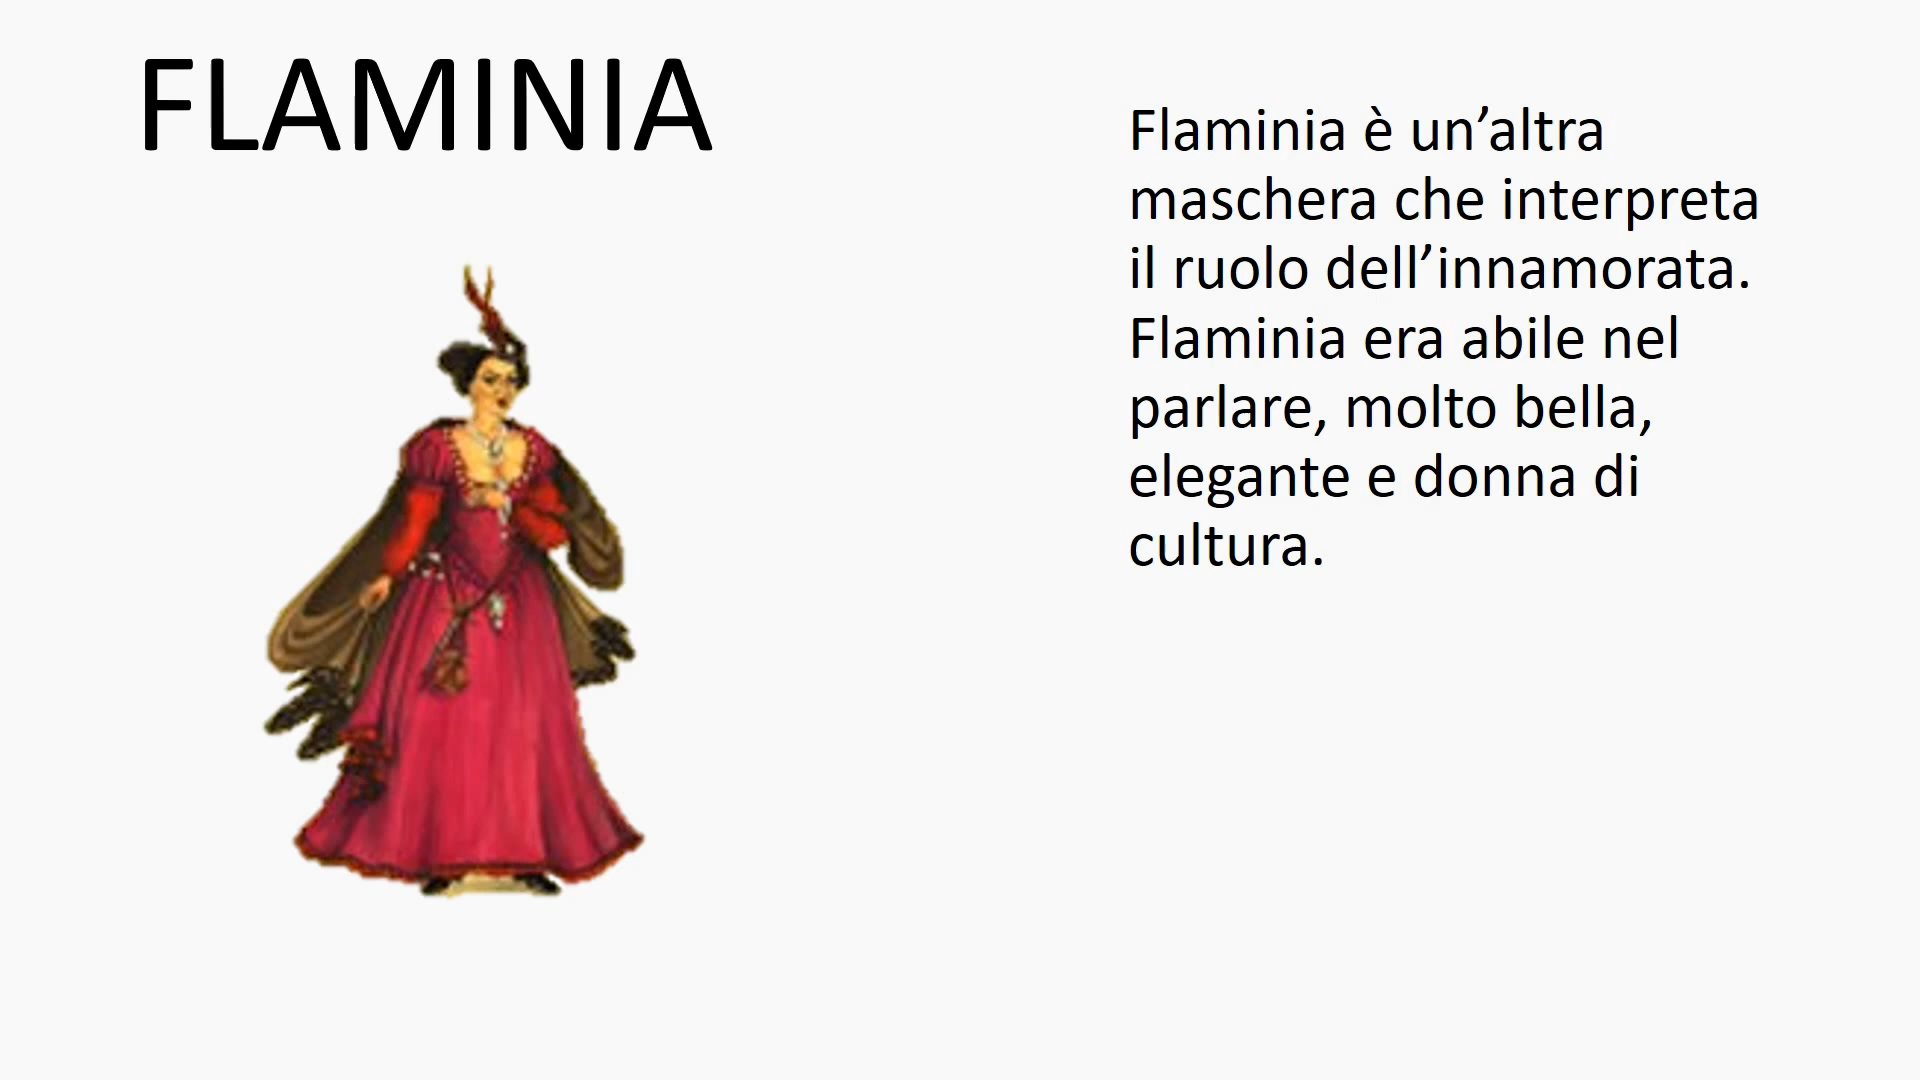 FLAMINIA
Flaminia è un’altra
maschera che interpreta
il ruolo dell’innamorata.
Flaminia era abile nel
parlare, molto bella,
elegante e donna di
cultura.